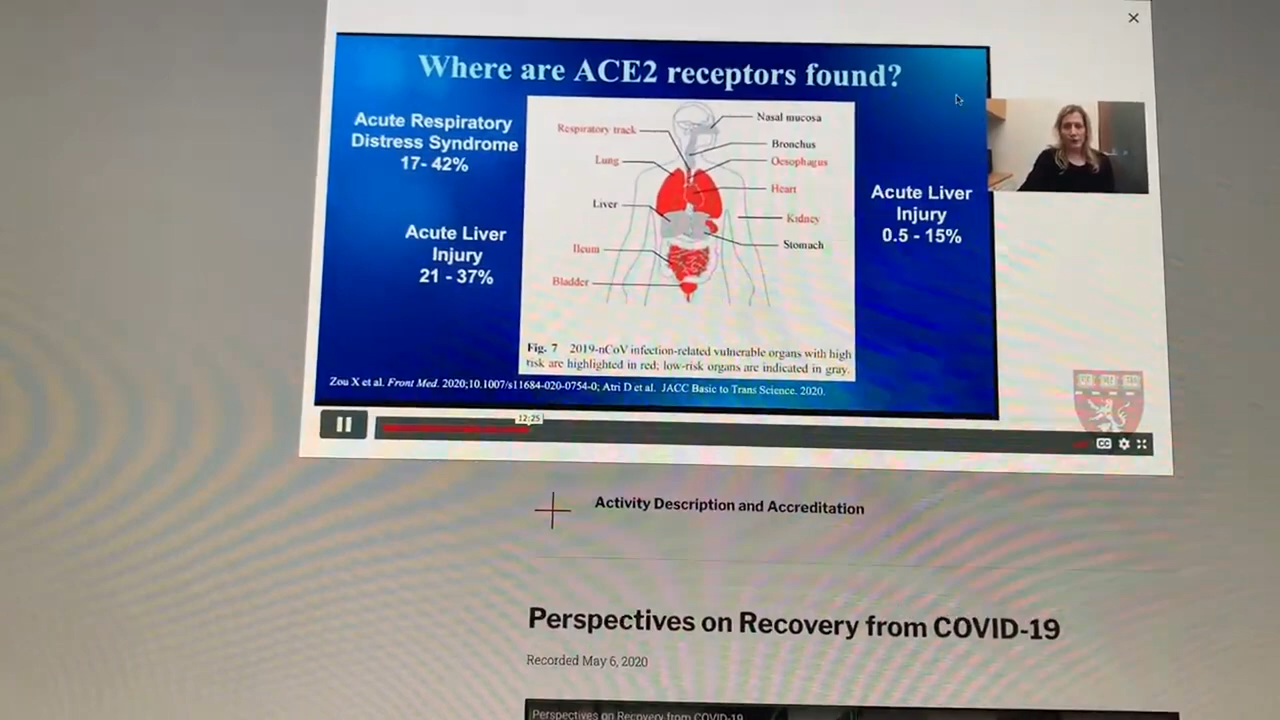 Where are ACE2 receptors found?
Acute Respiratory
Distress Syndrome
17- 42%
Acute Liver
Injury
21 - 37%
Respiratory track
Lung
Liver
Ileum
Bladder
Nasal mucosa
Bronchus
Oesophagus
Heart
Kidney
Stomach
Fig. 7 2019-nCoV infection-related vulnerable organs with high
risk are highlighted in red; low-risk organs are indicated in gray.
Acute Liver
Injury
0.5 - 15%
Zou X et al. Front Med. 2020;10.1007/s11684-020-0754-0; Atri D et al. JACC Basic to Trans Science. 2020.
12:25
CC
Activity Description and Accreditation
Perspectives on Recovery from COVID-19
Recorded May 6, 2020
Perspectives on Recovery from COVID-19